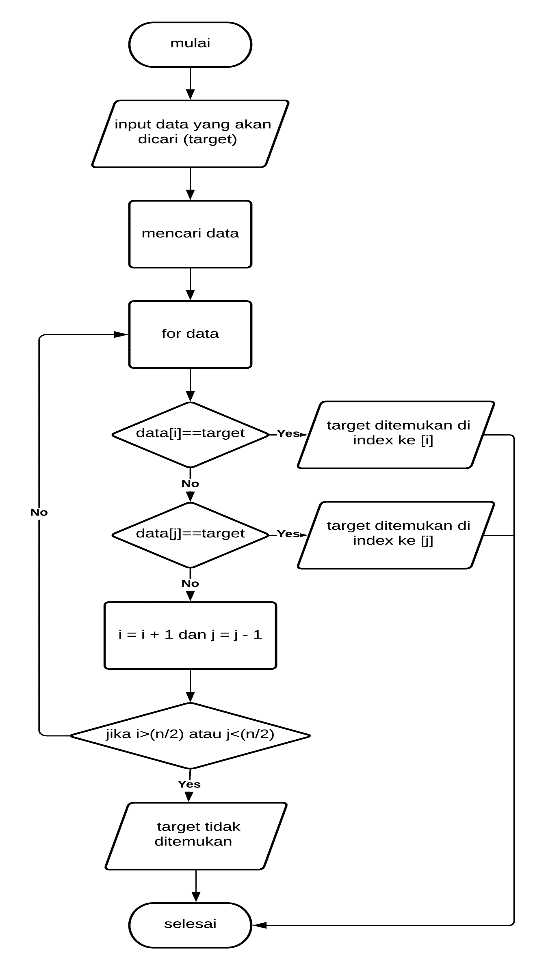 mulai
input data yang akan
dicari (target)
mencari data
for data
data[i]==target
Yes
target ditemukan di
index ke [i]
No
data[j]==target
Yes
target ditemukan di
index ke [j]
No
No
i = i + 1 dan j = j - 1
jika i>(n/2) atau j<(n/2)
Yes
target tidak
ditemukan
selesai